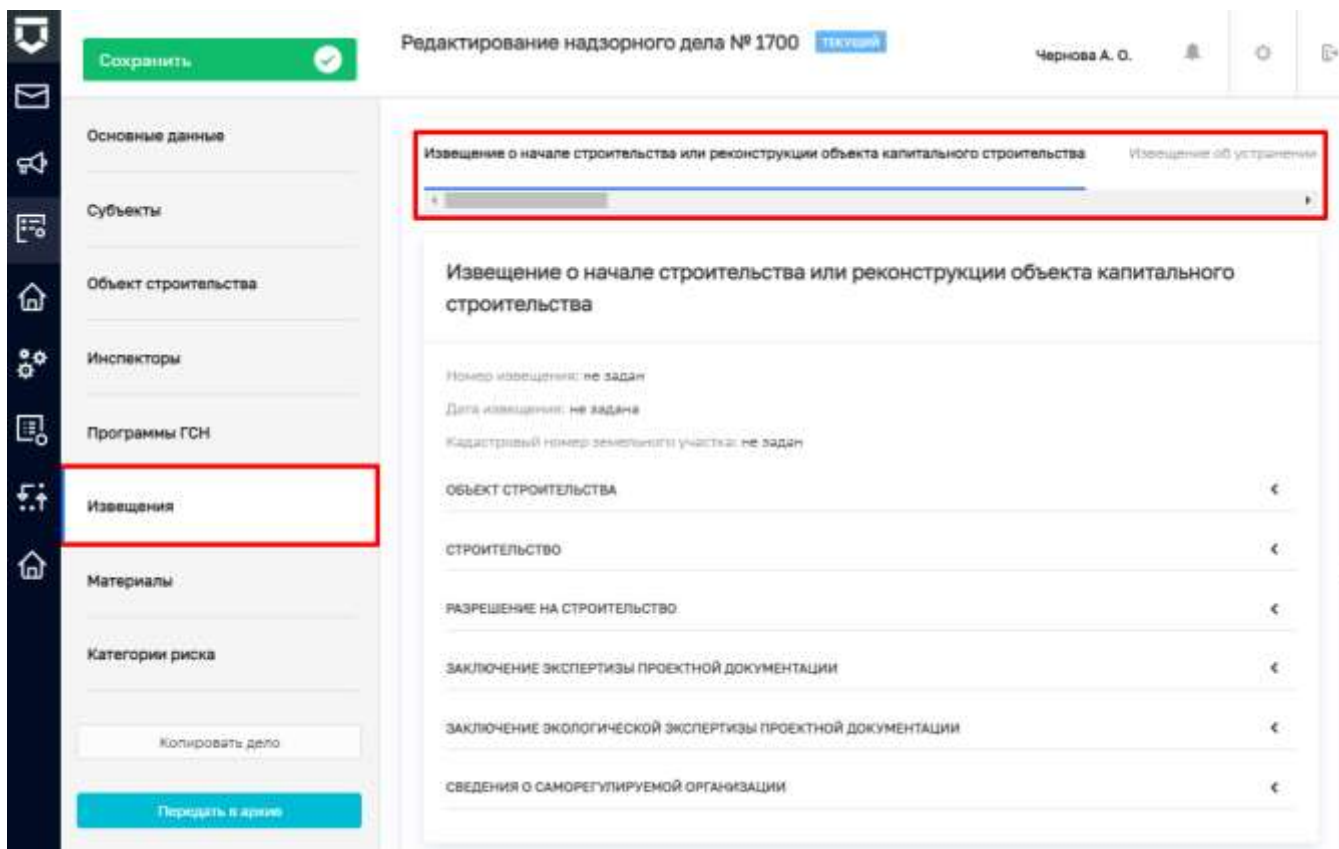 Сохранить
Редактирование надзорного дела № 1700
текущий
Чернова А. О.
Основные данные
Субъекты
Объект строительства
Инспекторы
Программы ГСН
Извещения
Материалы
Категории риска
Копировать дело
Передать в архив
Извещение о начале строительства или реконструкции объекта капитального строительства
Извещение об устранении
Извещение о начале строительства или реконструкции объекта капитального
строительства
Номер извещения: не задан
Дата извещения: не задана
Кадастровый номер земельного участка: не задан
ОБЪЕКТ СТРОИТЕЛЬСТВА
СТРОИТЕЛЬСТВО
РАЗРЕШЕНИЕ НА СТРОИТЕЛЬСТВО
ЗАКЛЮЧЕНИЕ ЭКСПЕРТИЗЫ ПРОЕКТНОЙ ДОКУМЕНТАЦИИ
ЗАКЛЮЧЕНИЕ ЭКОЛОГИЧЕСКОЙ ЭКСПЕРТИЗЫ ПРОЕКТНОЙ ДОКУМЕНТАЦИИ
СВЕДЕНИЯ О САМОРЕГУЛИРУЕМОЙ ОРГАНИЗАЦИИ